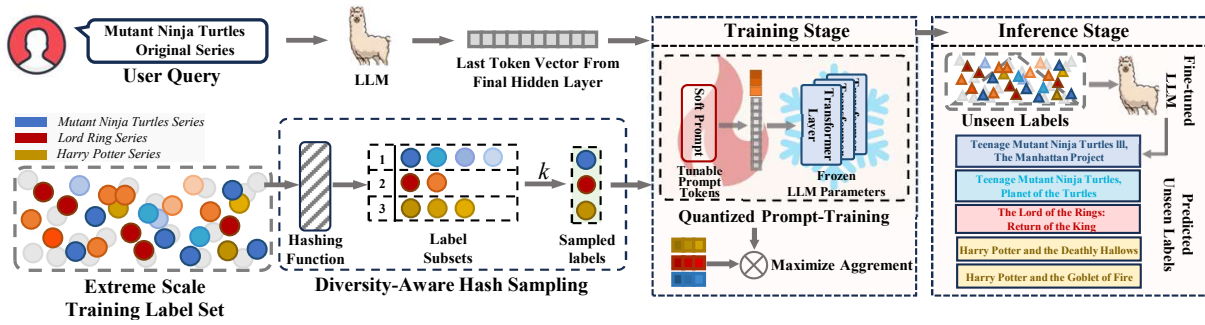 Mutant Ninja Turtles
Original Series
User Query
LLM
Last Token Vector From
Final Hidden Layer
Mutant Ninja Turtles Series
Lord Ring Series
Harry Potter Series
Extreme Scale
Training Label Set
Hashing
Function
1
2
3
Label
Subsets
k
Sampled
labels
Diversity-Aware Hash Sampling
Training Stage
Soft Prompt
Tunable
Prompt
Tokens
Transformer
Layer
Transformer
Transformer
Frozen
LLM Parameters
Quantized Prompt-Training
Maximize Aggrement
Inference Stage
Unseen Labels
Fine-tuned
LLM
Teenage Mutant Ninja Turtles III,
The Manhattan Project
Teenage Mutant Ninja Turtles,
Planet of the Turtles
The Lord of the Rings:
Return of the King
Harry Potter and the Deathly Hallows
Harry Potter and the Goblet of Fire
Predicted
Unseen Labels